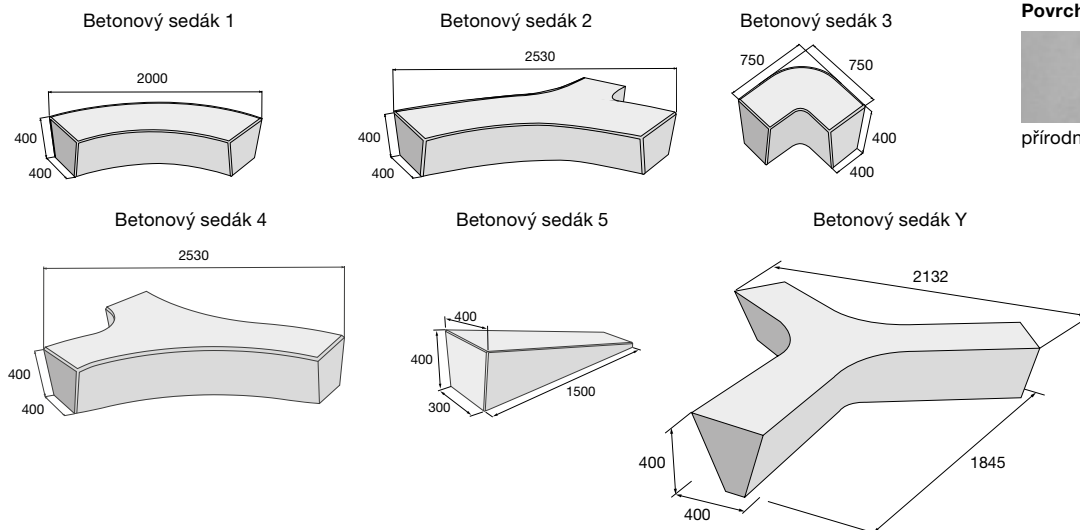 Betonový sedák 1
2000
400
400
Betonový sedák 2
2530
400
400
Betonový sedák 3
750
750
400
400
Betonový sedák 4
2530
400
400
Betonový sedák 5
400
400
300
1500
Betonový sedák Y
2132
400
400
1845
Povrch
přírodn